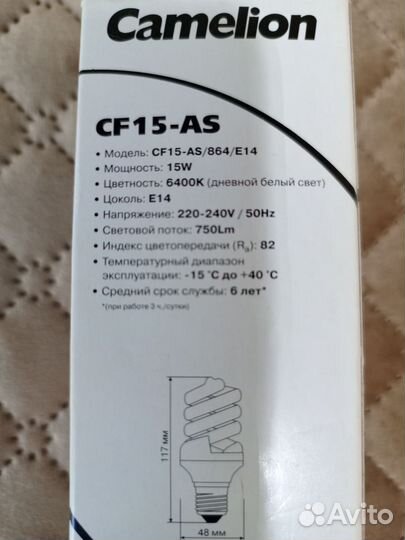 Camelion
CF15-AS
• Модель: CF15-AS/864/E14
• Мощность: 15W
• Цветность: 6400K (дневной белый свет)
• Цоколь: E14
• Напряжение: 220-240V / 50Hz
• Световой поток: 750Lm
• Индекс цветопередачи (Ra): 82
• Температурный диапазон
эксплуатации: -15 °C до +40 °C
• Средний срок службы: 6 лет*
*(при работе 3 ч./сутки)
117 мм
48 мм
Avito